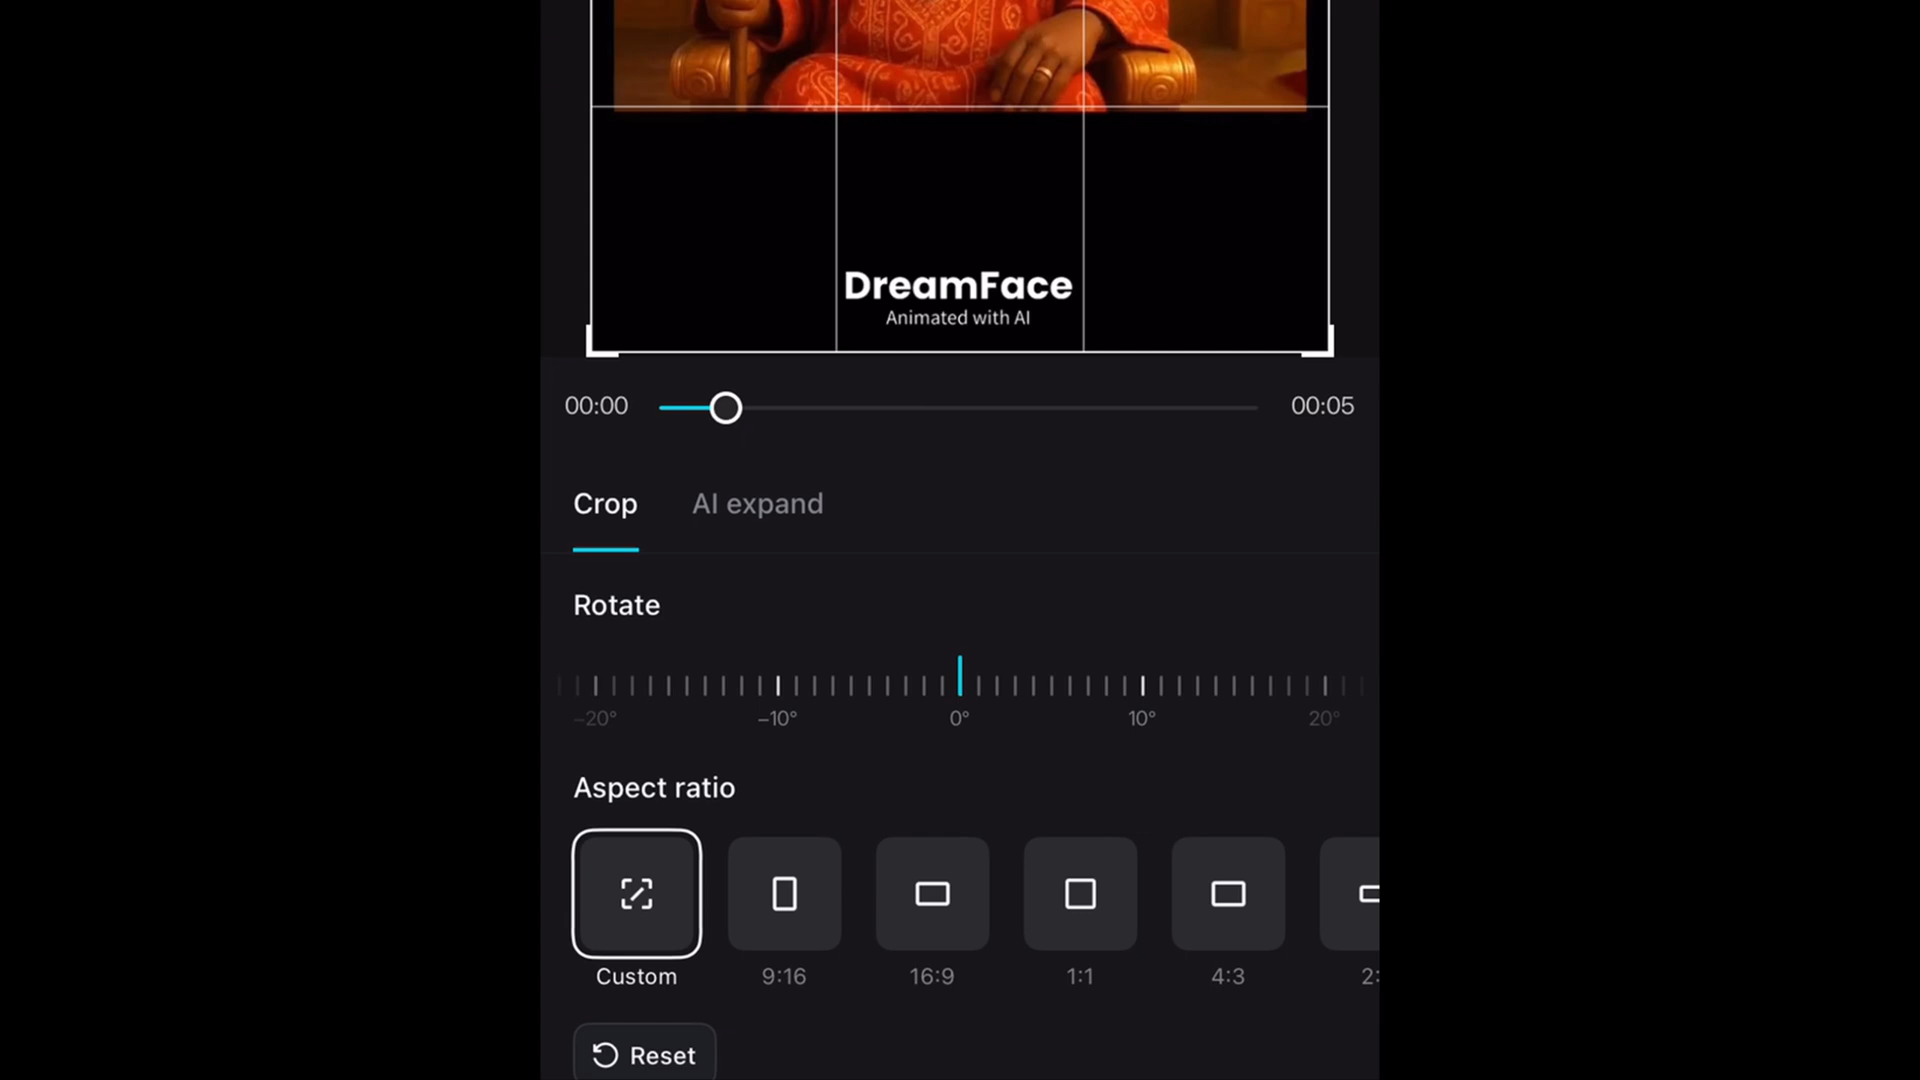 DreamFace
Animated with AI
00:00
00:05
Crop
AI expand
Rotate
−20°
−10°
0°
10°
20°
Aspect ratio
Custom
9:16
16:9
1:1
4:3
2:
Reset